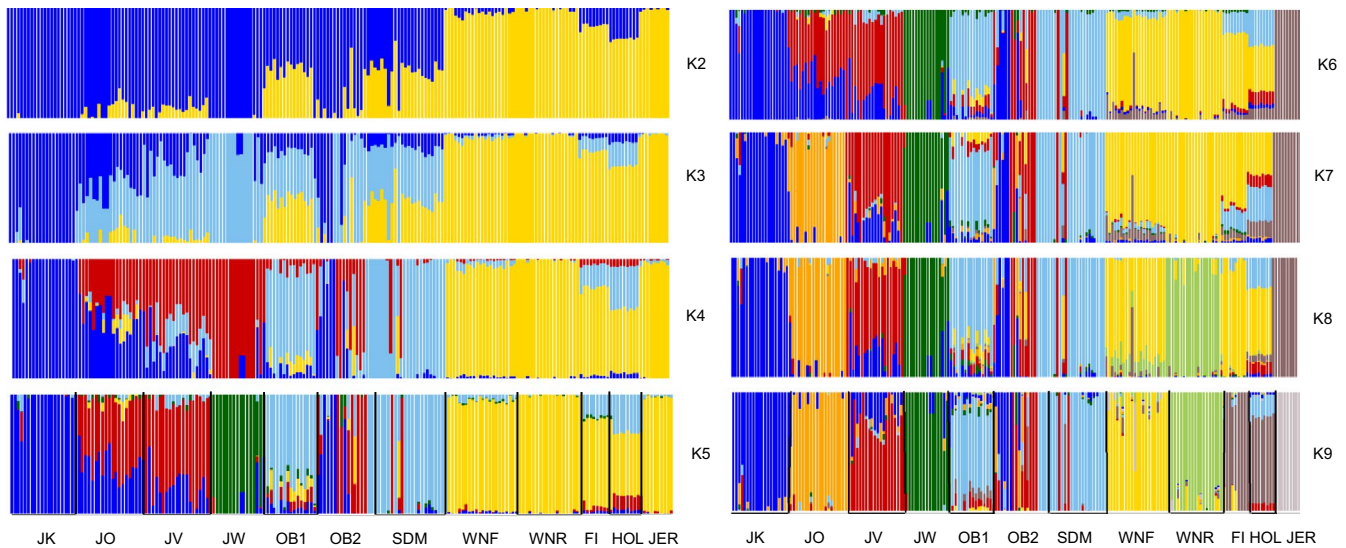 K2
K3
K4
K5
JK JO JV JW OB1 OB2 SDM WNF WNR FI HOL JER
K6
K7
K8
K9
JK JO JV JW OB1 OB2 SDM WNF WNR FI HOL JER